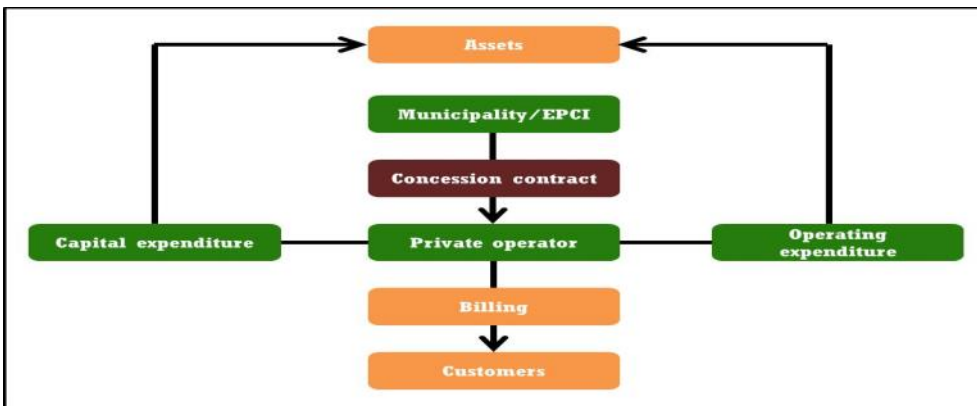 Assets
Municipality/EPCI
Concession contract
Capital expenditure
Private operator
Operating
expenditure
Billing
Customers